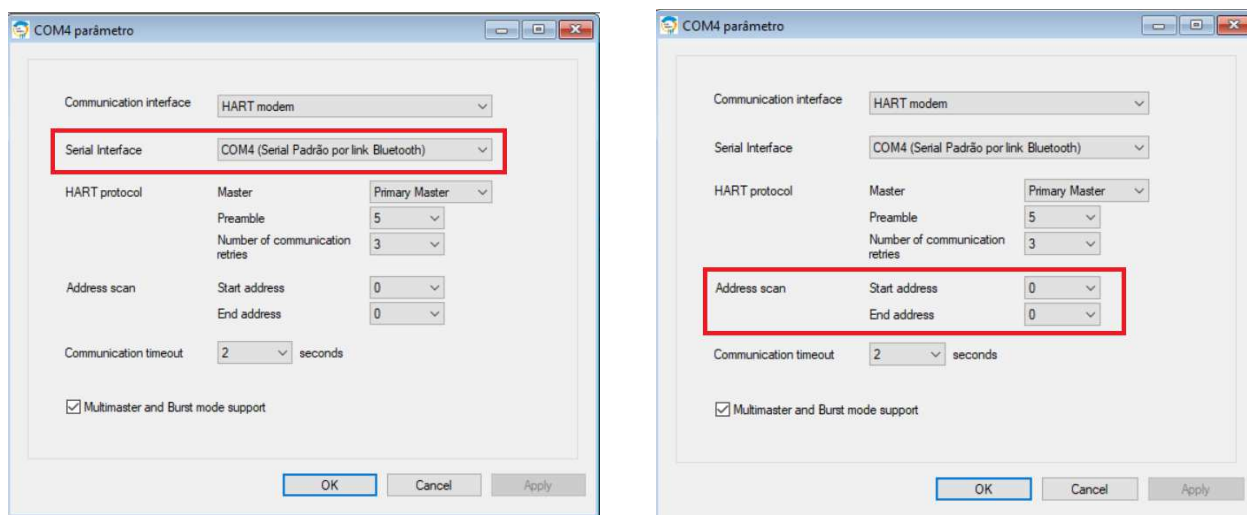 COM4 parâmetro
Communication interface HART modem
Serial Interface COM4 (Serial Padrão por link Bluetooth)
HART protocol Master Primary Master
Preamble 5
Number of communication
retries 3
Address scan Start address 0
End address 0
Communication timeout 2 seconds
Multimaster and Burst mode support
OK Cancel Apply
COM4 parâmetro
Communication interface HART modem
Serial Interface COM4 (Serial Padrão por link Bluetooth)
HART protocol Master Primary Master
Preamble 5
Number of communication
retries 3
Address scan Start address 0
End address 0
Communication timeout 2 seconds
Multimaster and Burst mode support
OK Cancel Apply